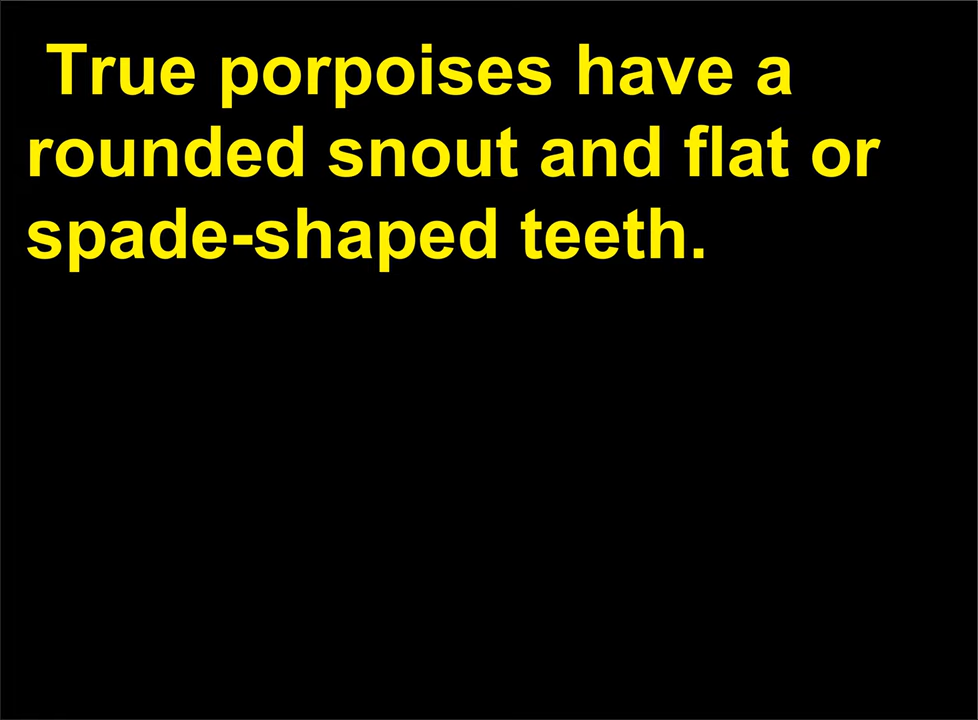 True porpoises have a
rounded snout and flat or
spade-shaped teeth.